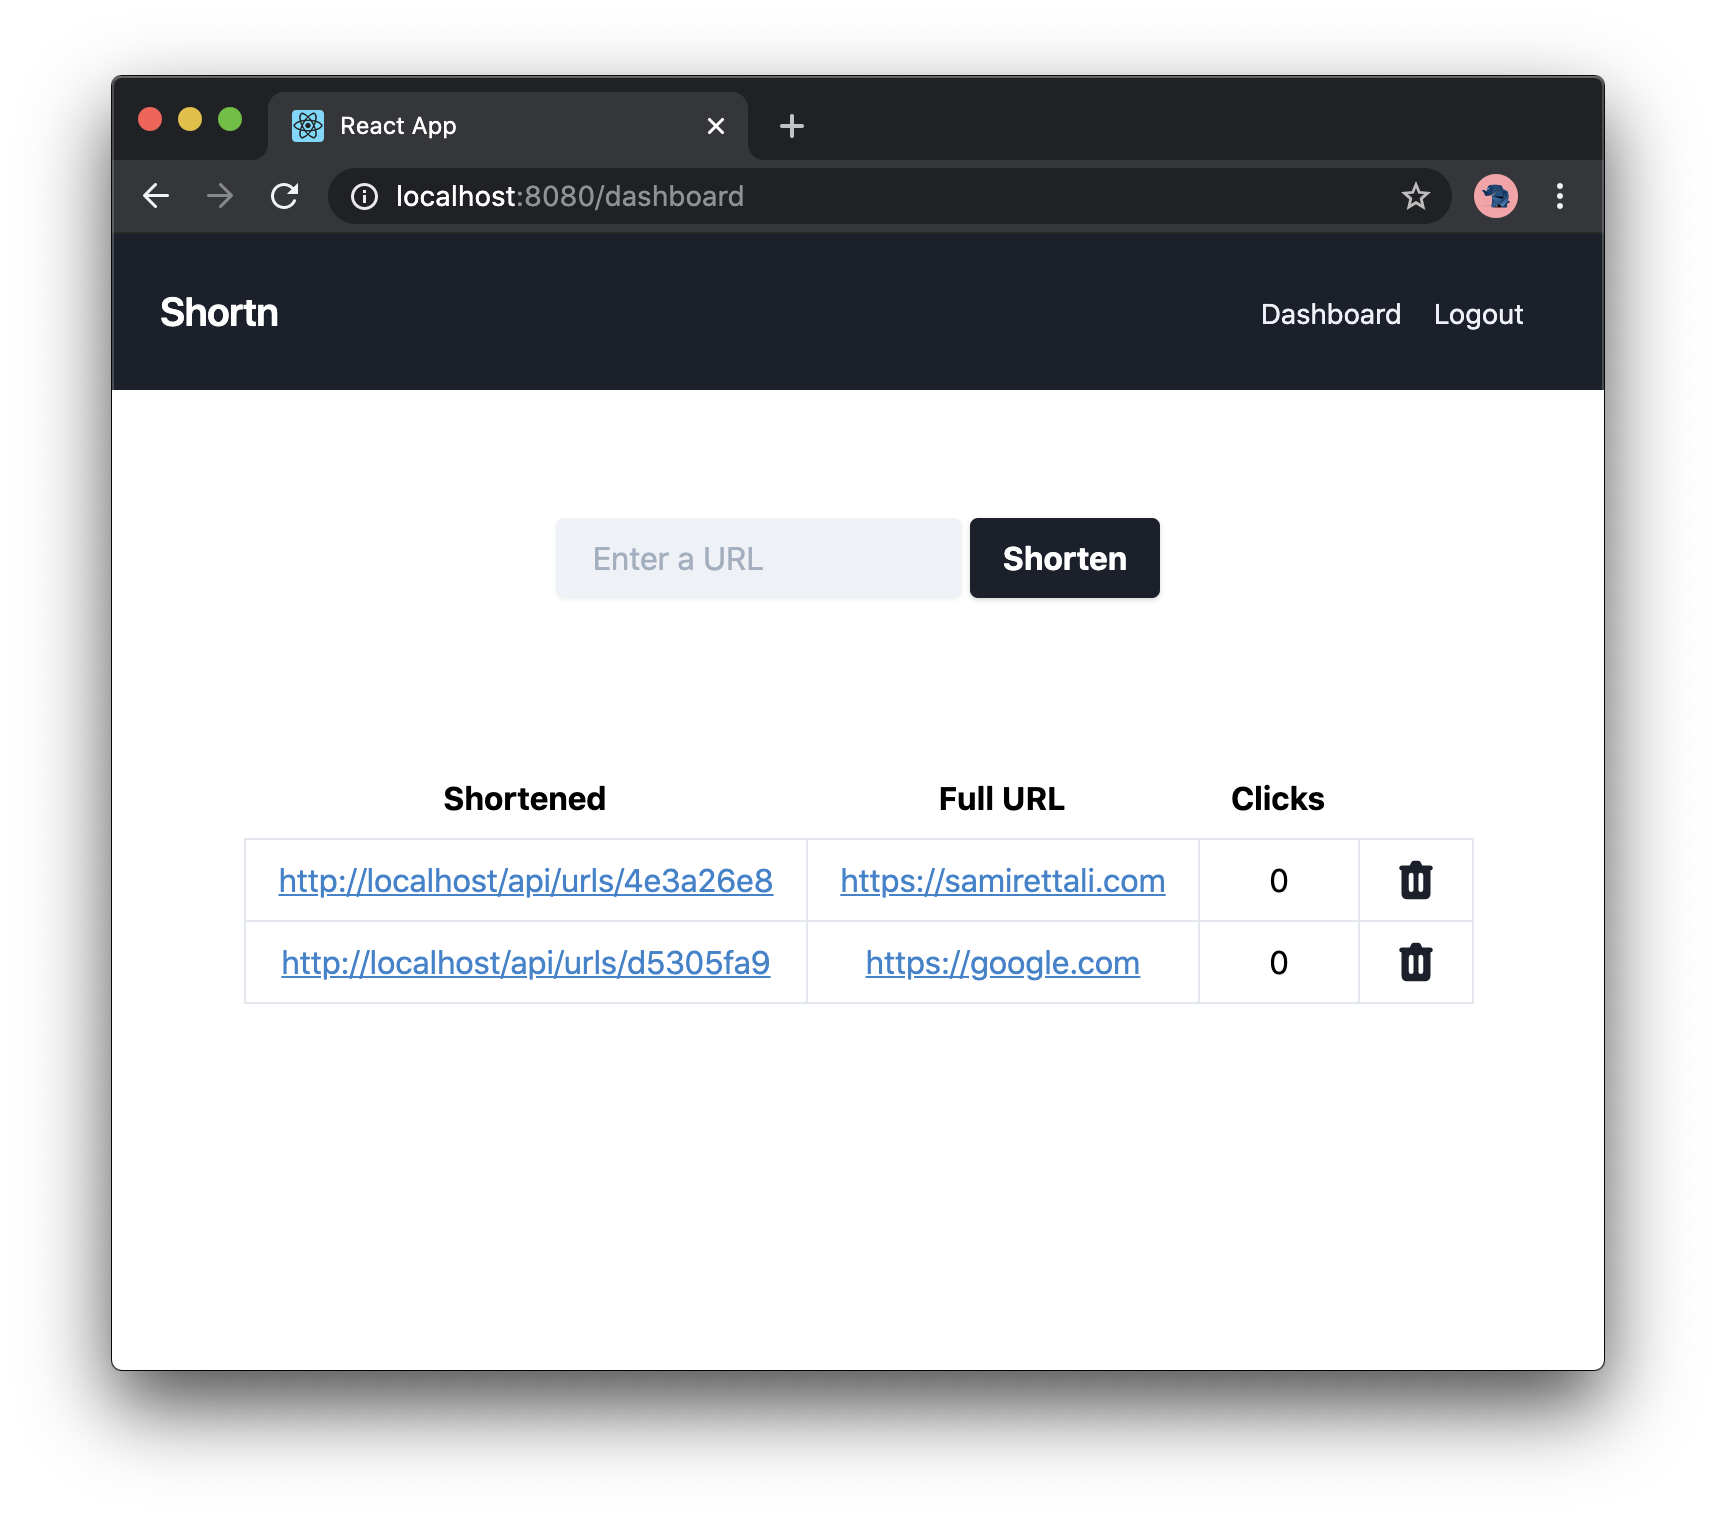 React App
localhost:8080/dashboard
Shortn
Dashboard Logout
Enter a URL Shorten
Shortened Full URL Clicks
http://localhost/api/urls/4e3a26e8 https://samirettali.com 0
http://localhost/api/urls/d5305fa9 https://google.com 0